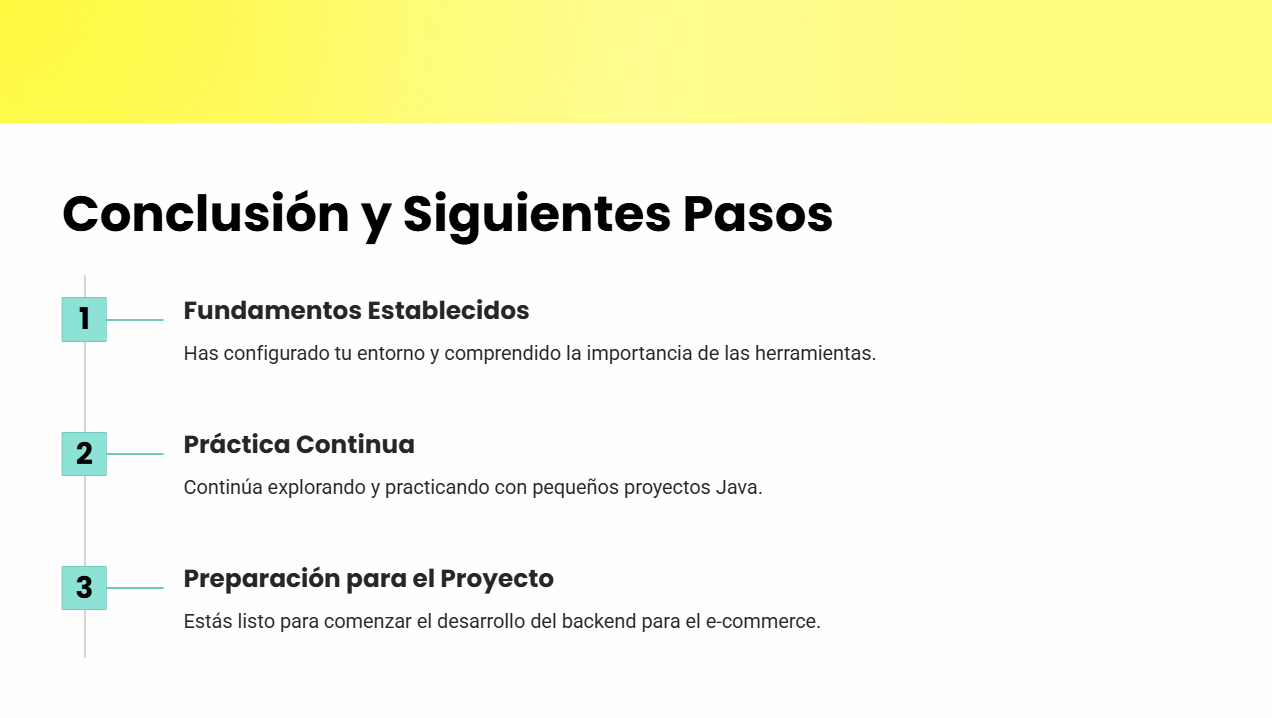 Conclusión y Siguientes Pasos
1
Fundamentos Establecidos
Has configurado tu entorno y comprendido la importancia de las herramientas.
2
Práctica Continua
Continúa explorando y practicando con pequeños proyectos Java.
3
Preparación para el Proyecto
Estás listo para comenzar el desarrollo del backend para el e-commerce.